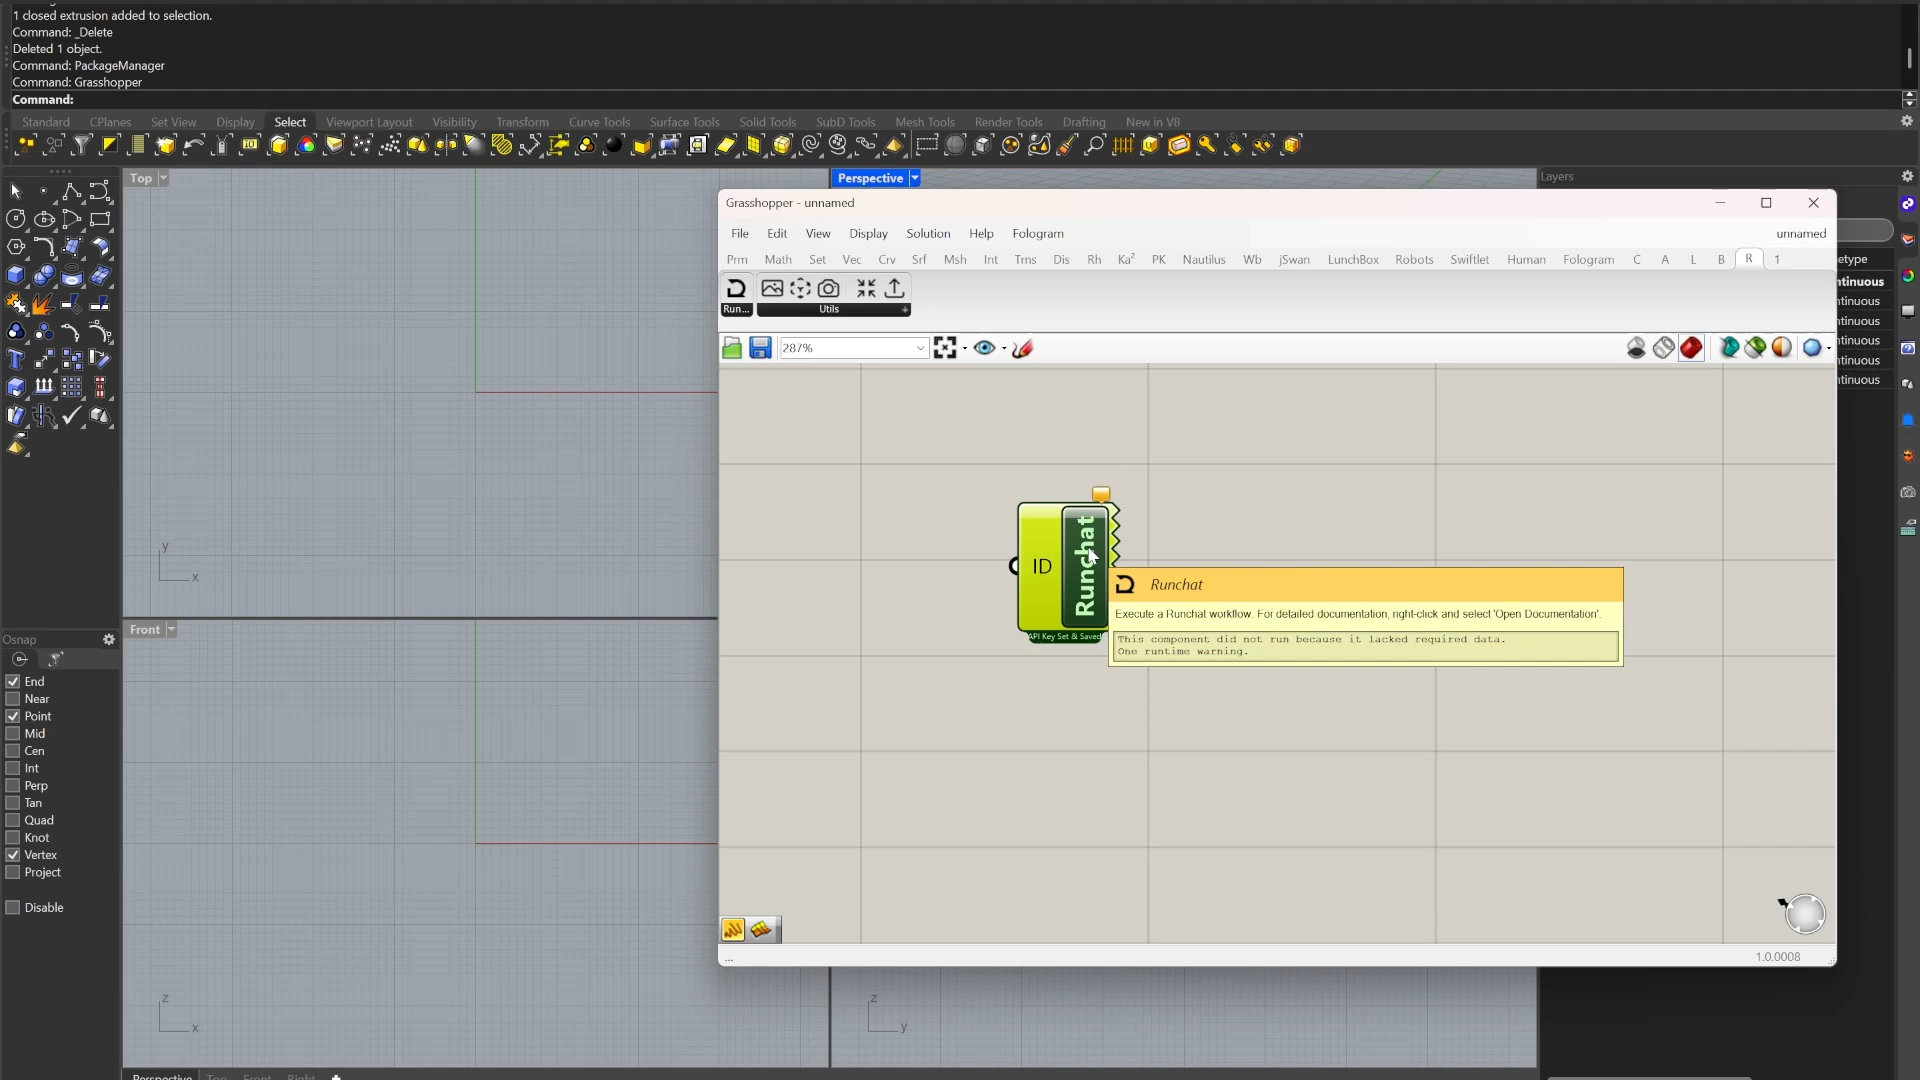 1 closed extrusion added to selection.
Command: _Delete
Deleted 1 object.
Command: PackageManager
Command: Grasshopper
Command:
Standard CPlanes Set View Display Select Viewport Layout Visibility Transform Curve Tools Surface Tools Solid Tools SubD Tools Mesh Tools Render Tools Drafting New in V8
Top
Perspective
Layers
Grasshopper - unnamed
File Edit View Display Solution Help Fologram
unnamed
Prm Math Set Vec Crv Srf Msh Int Trns Dis Rh Ka² PK Nautilus Wb jSwan LunchBox Robots Swiftlet Human Fologram C A L B R 1
etype
ntinuous
ntinuous
ntinuous
ntinuous
ntinuous
ntinuous
Run...
Utils
287%
y
x
ID
Runchat
API Key Set & Saved
Runchat
Execute a Runchat workflow. For detailed documentation, right-click and select 'Open Documentation'.
This component did not run because it lacked required data.
One runtime warning.
Front
Osnap
End
Near
Point
Mid
Cen
Int
Perp
Tan
Quad
Knot
Vertex
Project
Disable
...
1.0.0008
z
x
z
y
Perspective Top Front Right